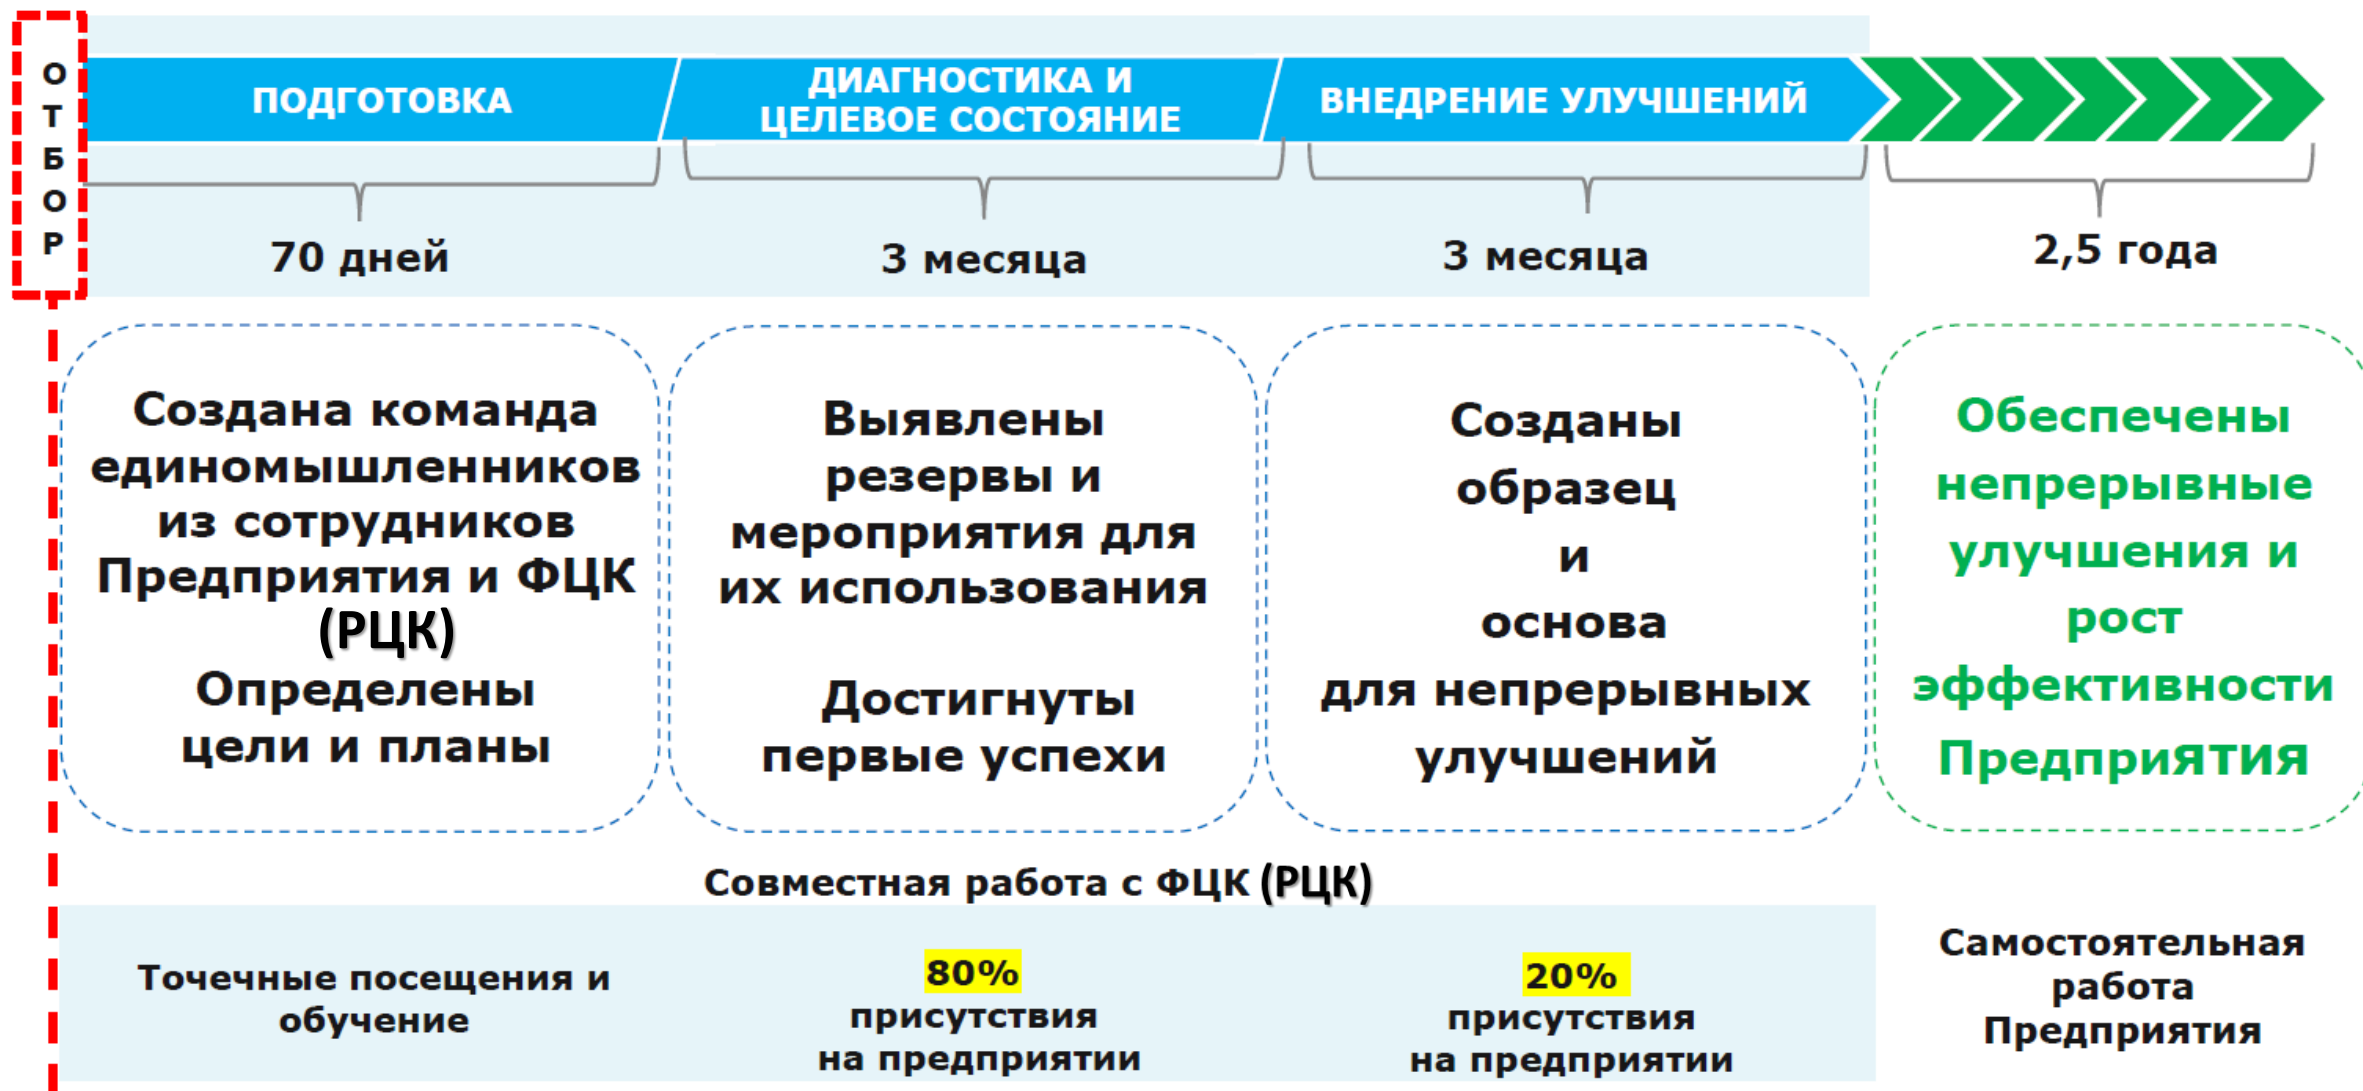 ОТБОР
ПОДГОТОВКА
ДИАГНОСТИКА И
ЦЕЛЕВОЕ СОСТОЯНИЕ
ВНЕДРЕНИЕ УЛУЧШЕНИЙ
70 дней
3 месяца
3 месяца
2,5 года
Создана команда
единомышленников
из сотрудников
Предприятия и ФЦК
(РЦК)
Определены
цели и планы
Выявлены
резервы и
мероприятия для
их использования
Достигнуты
первые успехи
Созданы
образец
и
основа
для непрерывных
улучшений
Обеспечены
непрерывные
улучшения и
рост
эффективности
Предприятия
Совместная работа с ФЦК (РЦК)
Точечные посещения и
обучение
80%
присутствия
на предприятии
20%
присутствия
на предприятии
Самостоятельная
работа
Предприятия